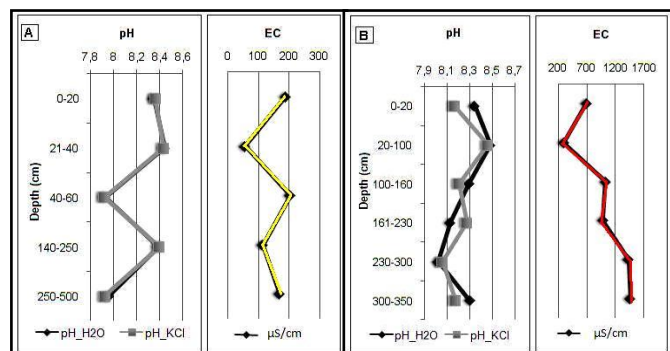 A
pH
7,8 8 8,2 8,4 8,6
Depth (cm)
0-20
21-40
40-60
140-250
250-500
pH_H2O pH_KCl
EC
0 100 200 300
µS/cm
B
pH
7,9 8,1 8,3 8,5 8,7
Depth (cm)
0-20
20-100
100-160
161-230
230-300
300-350
pH_H2O pH_KCl
EC
200 700 1200 1700
µS/cm